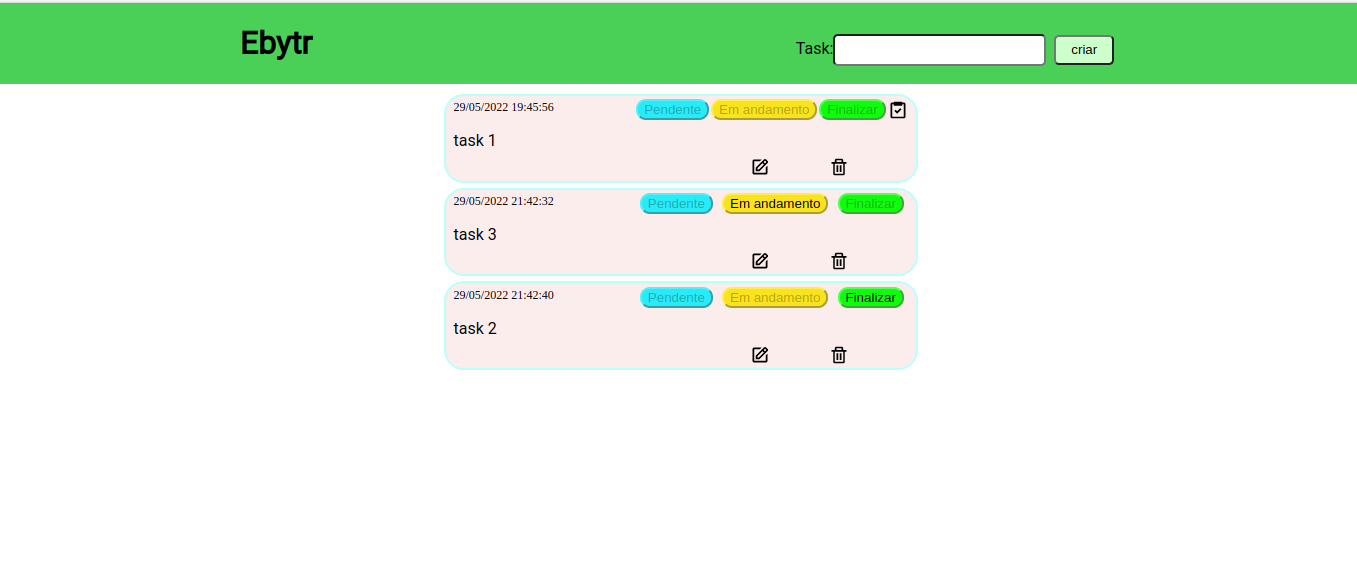 Ebytr
Task: criar
29/05/2022 19:45:56 Pendente Em andamento Finalizar
task 1
29/05/2022 21:42:32 Pendente Em andamento Finalizar
task 3
29/05/2022 21:42:40 Pendente Em andamento Finalizar
task 2